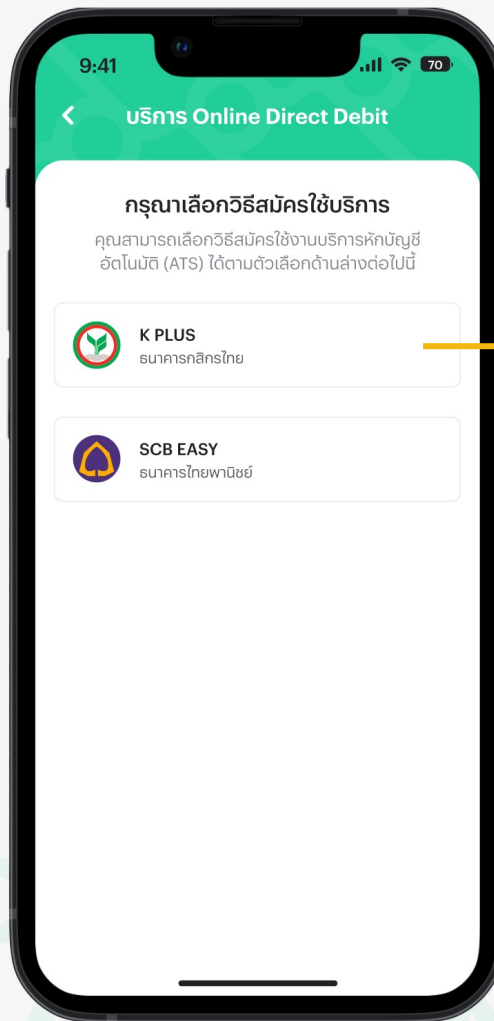 9:41
70
บริการ Online Direct Debit
กรุณาเลือกวิธีสมัครใช้บริการ
คุณสามารถเลือกวิธีสมัครใช้งานบริการหักบัญชี
อัตโนมัติ (ATS) ได้ตามตัวเลือกด้านล่างต่อไปนี้
K PLUS
ธนาคารกสิกรไทย
SCB EASY
ธนาคารไทยพานิชย์